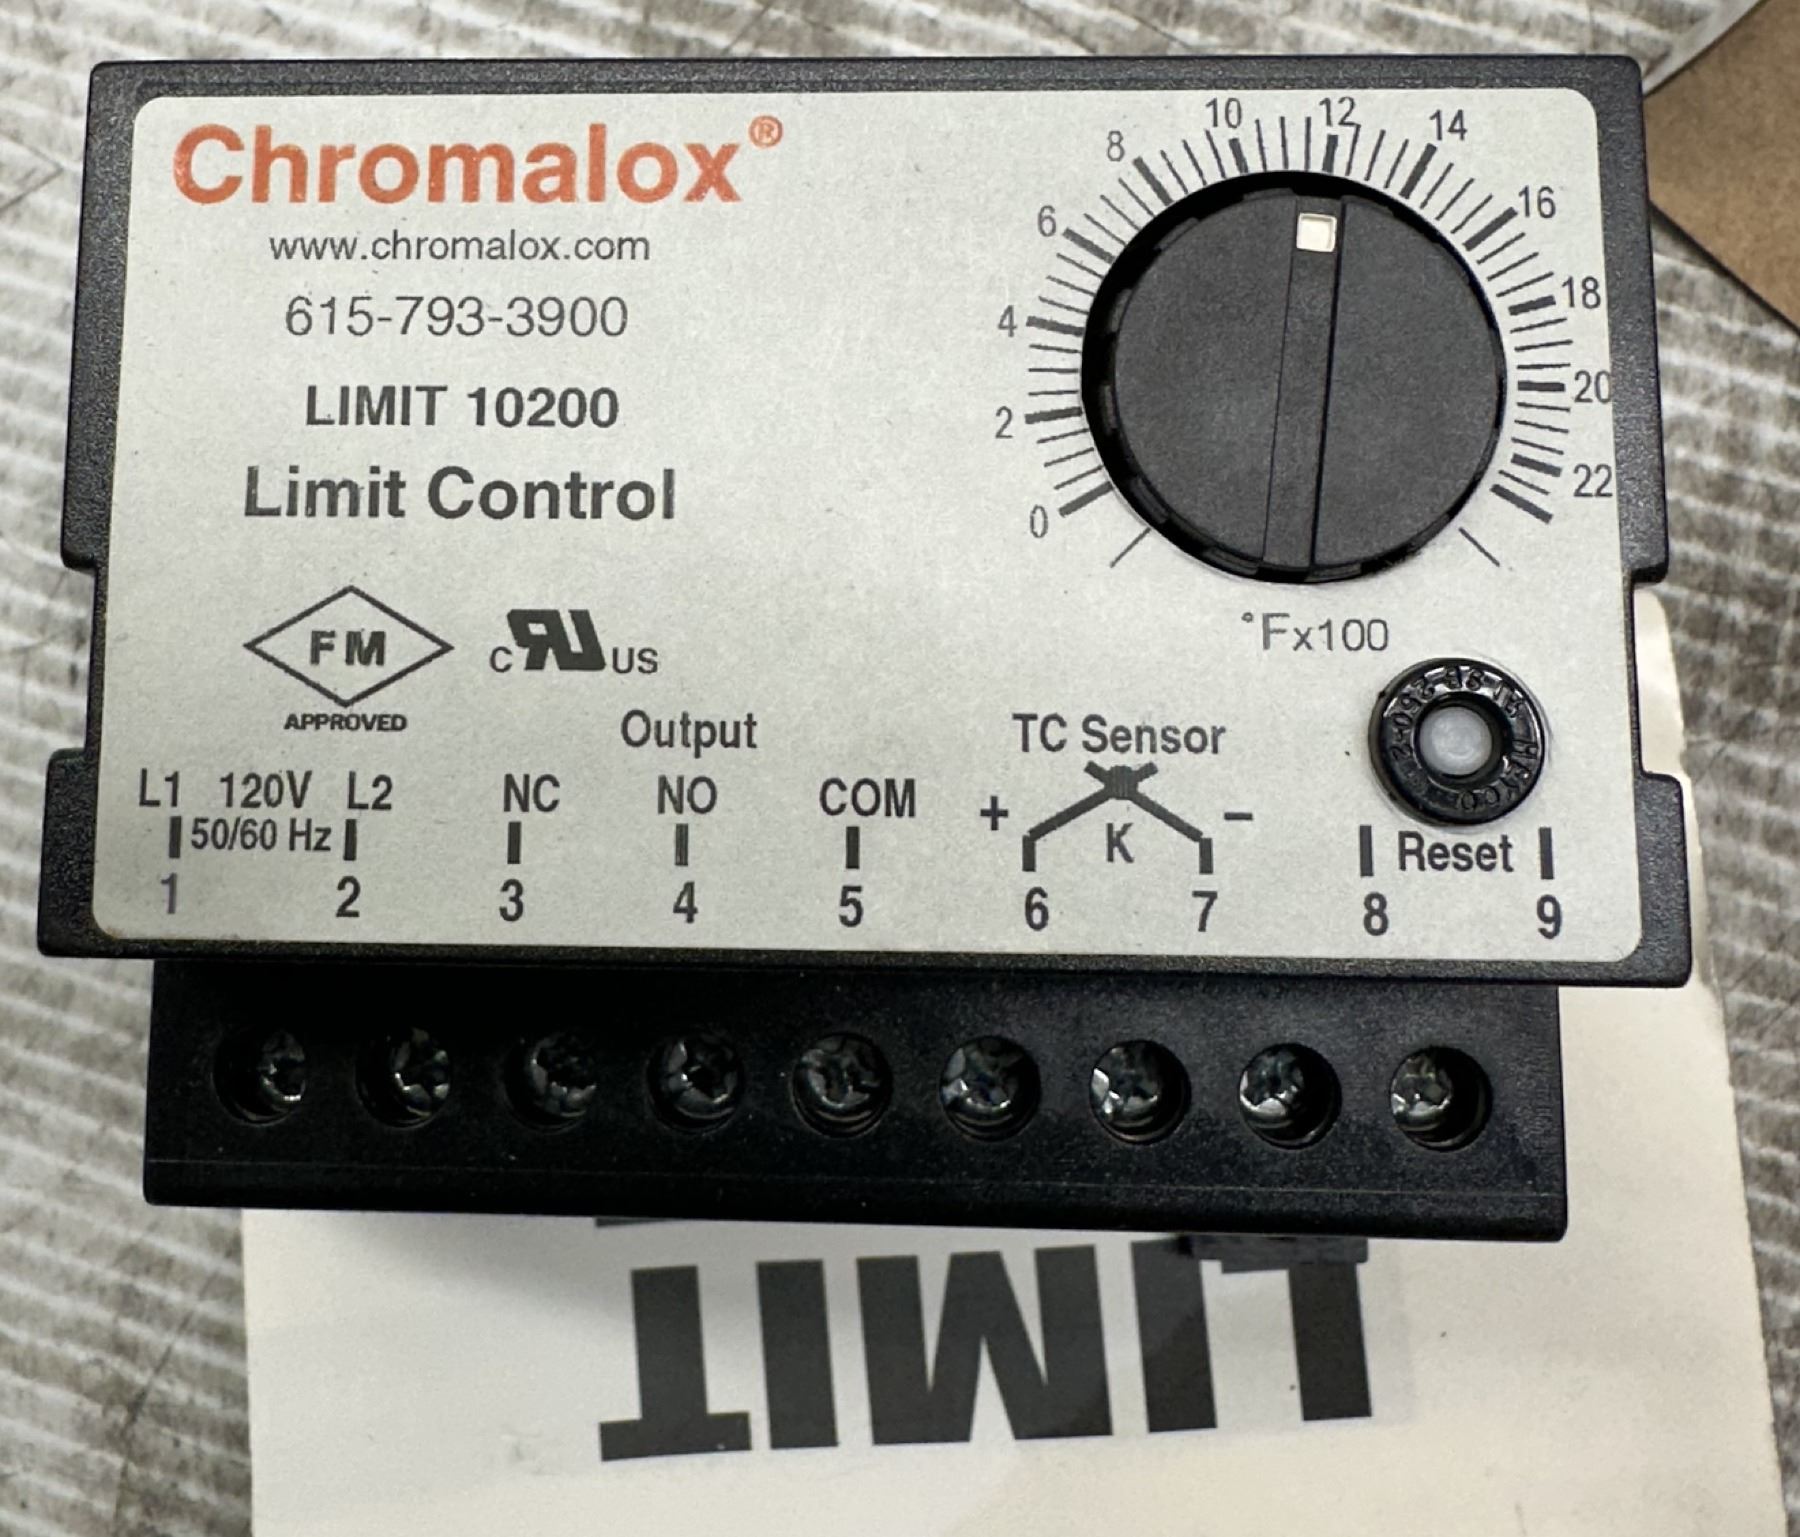 Chromalox®
www.chromalox.com
615-793-3900
LIMIT 10200
Limit Control
FM
APPROVED
c RU US
0 2 4 6 8 10 12 14 16 18 20 22
°Fx100
Output
TC Sensor
L1 120V L2 NC NO COM + K −
50/60 Hz
Reset
1 2 3 4 5 6 7 8 9
LIMIT